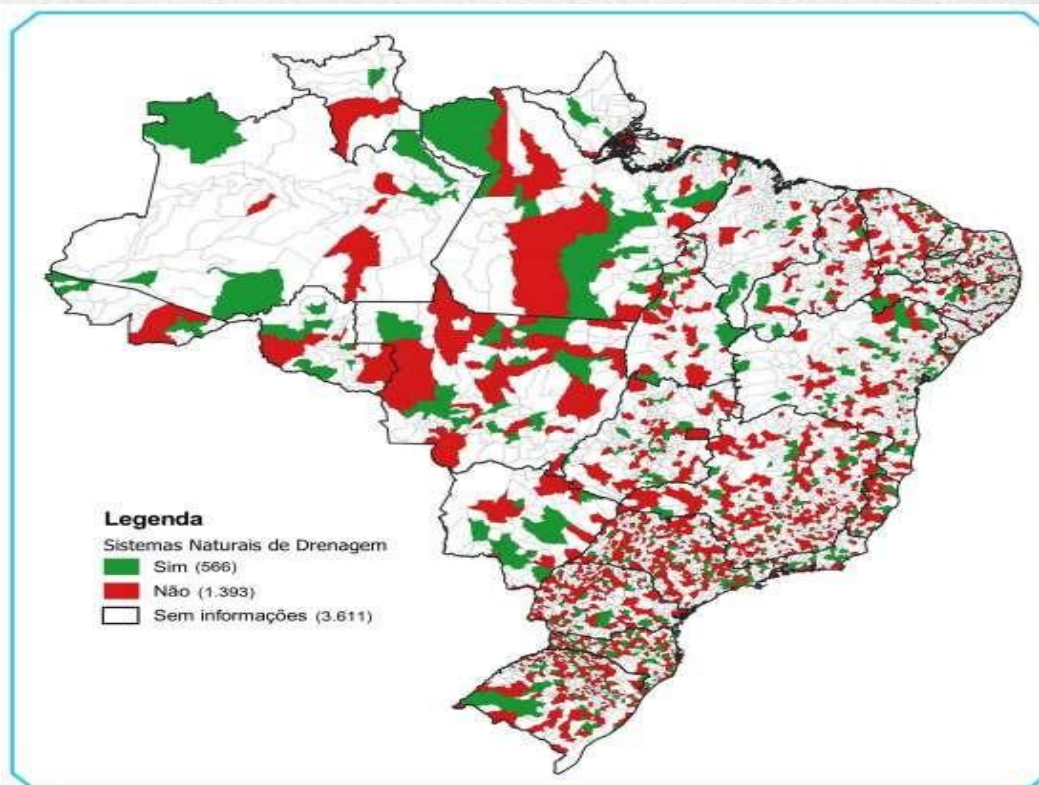 Legenda
Sistemas Naturais de Drenagem
Sim (566)
Não (1.393)
Sem informações (3.611)